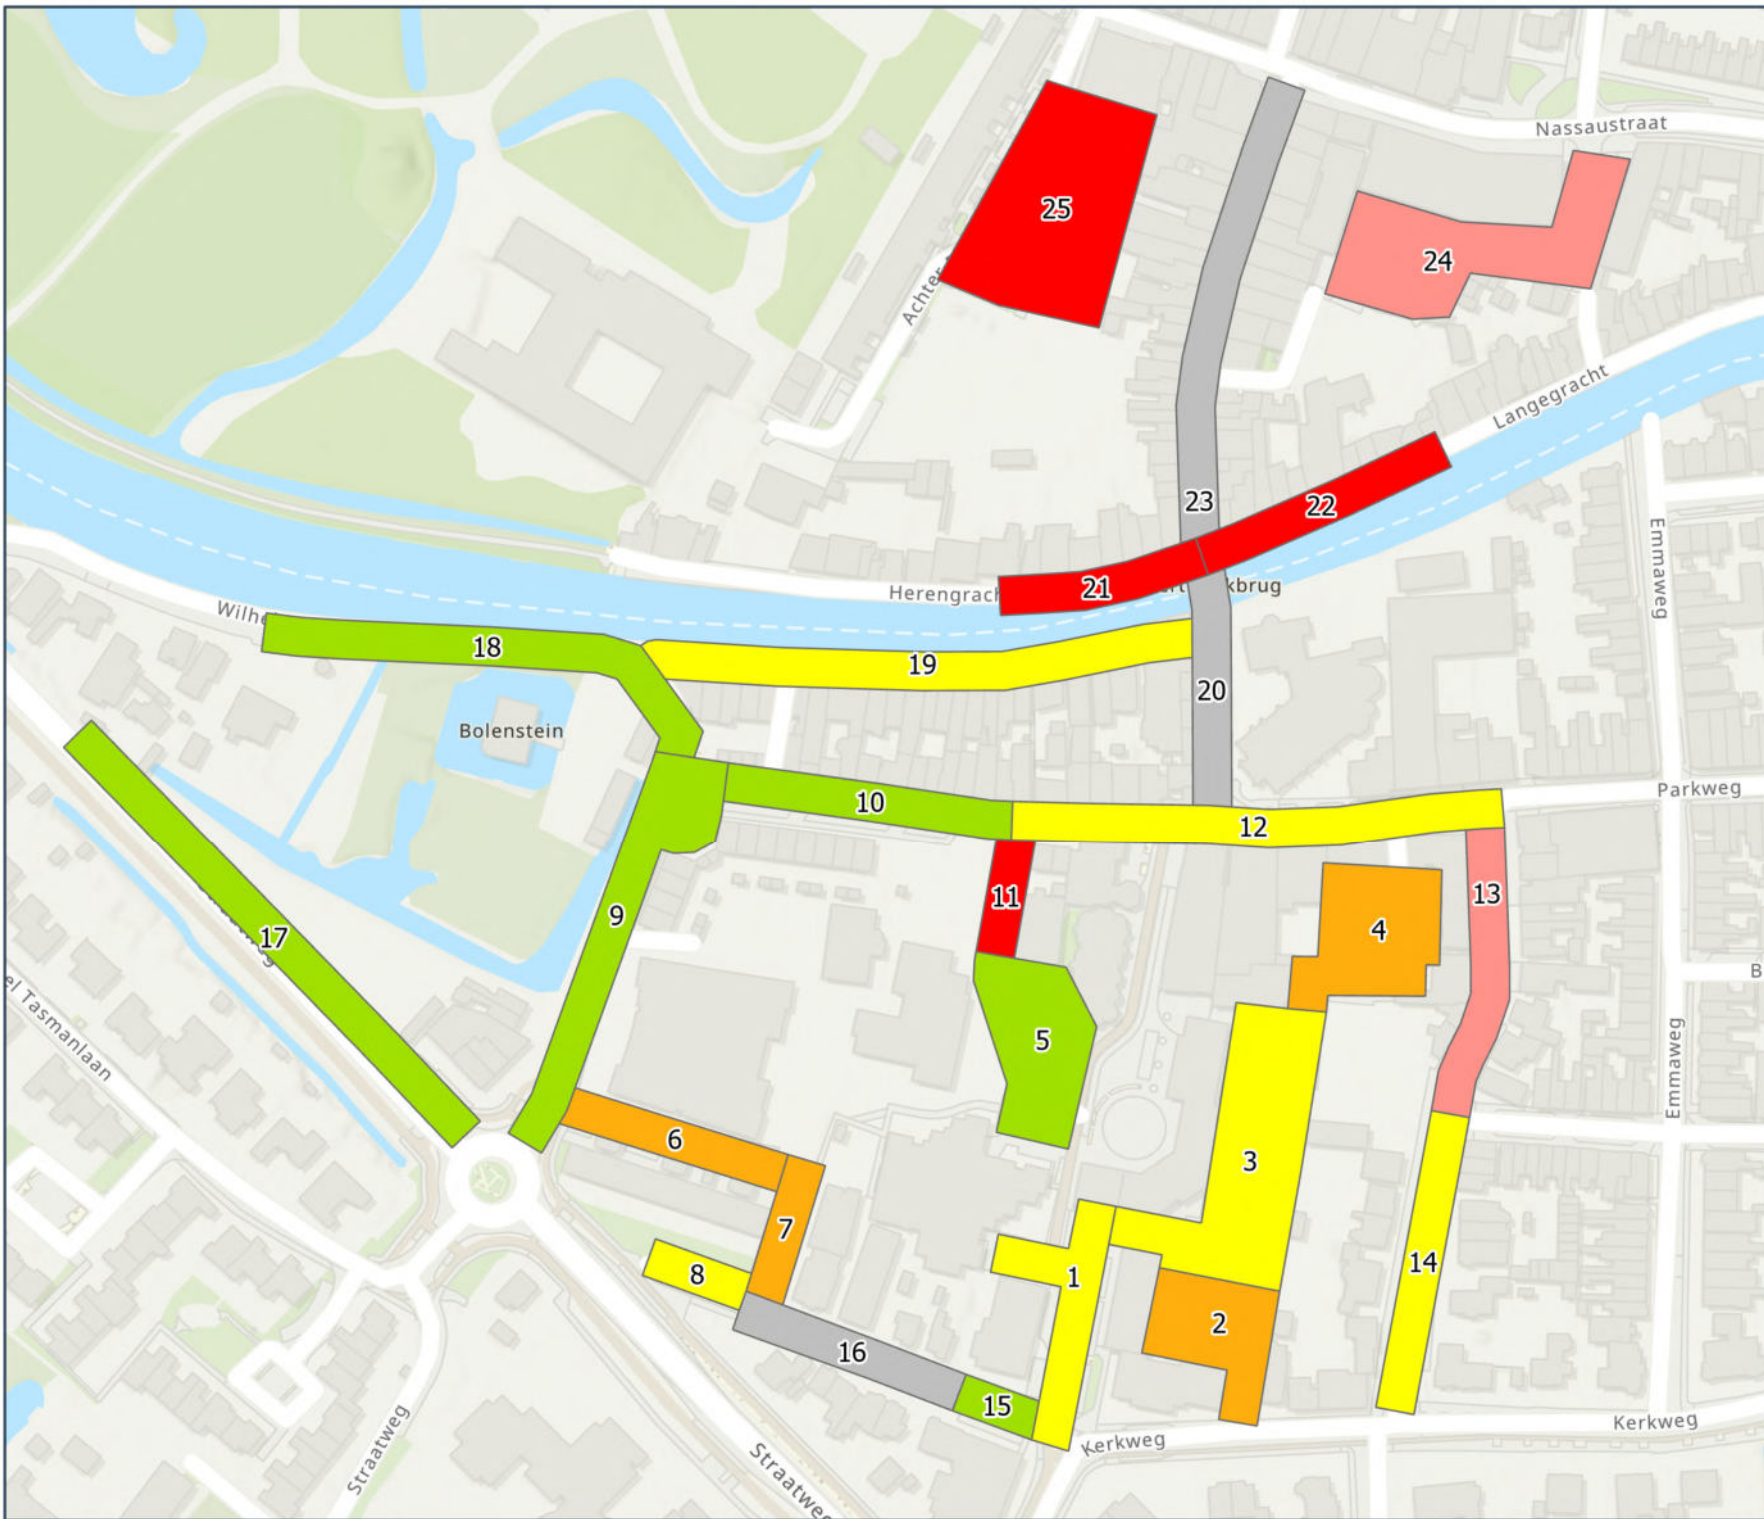 Nassaustraat
25
24
Achter
Langegracht
23
22
Emmaweg
Herengrach
21
kbrug
Wilhe
18
19
20
Bolenstein
Parkweg
10
12
11
13
9
4
17
el Tasmanlaan
5
Emmaweg
B
6
3
7
8
1
14
2
16
15
Straatweg
Kerkweg
Kerkweg
Straatweg